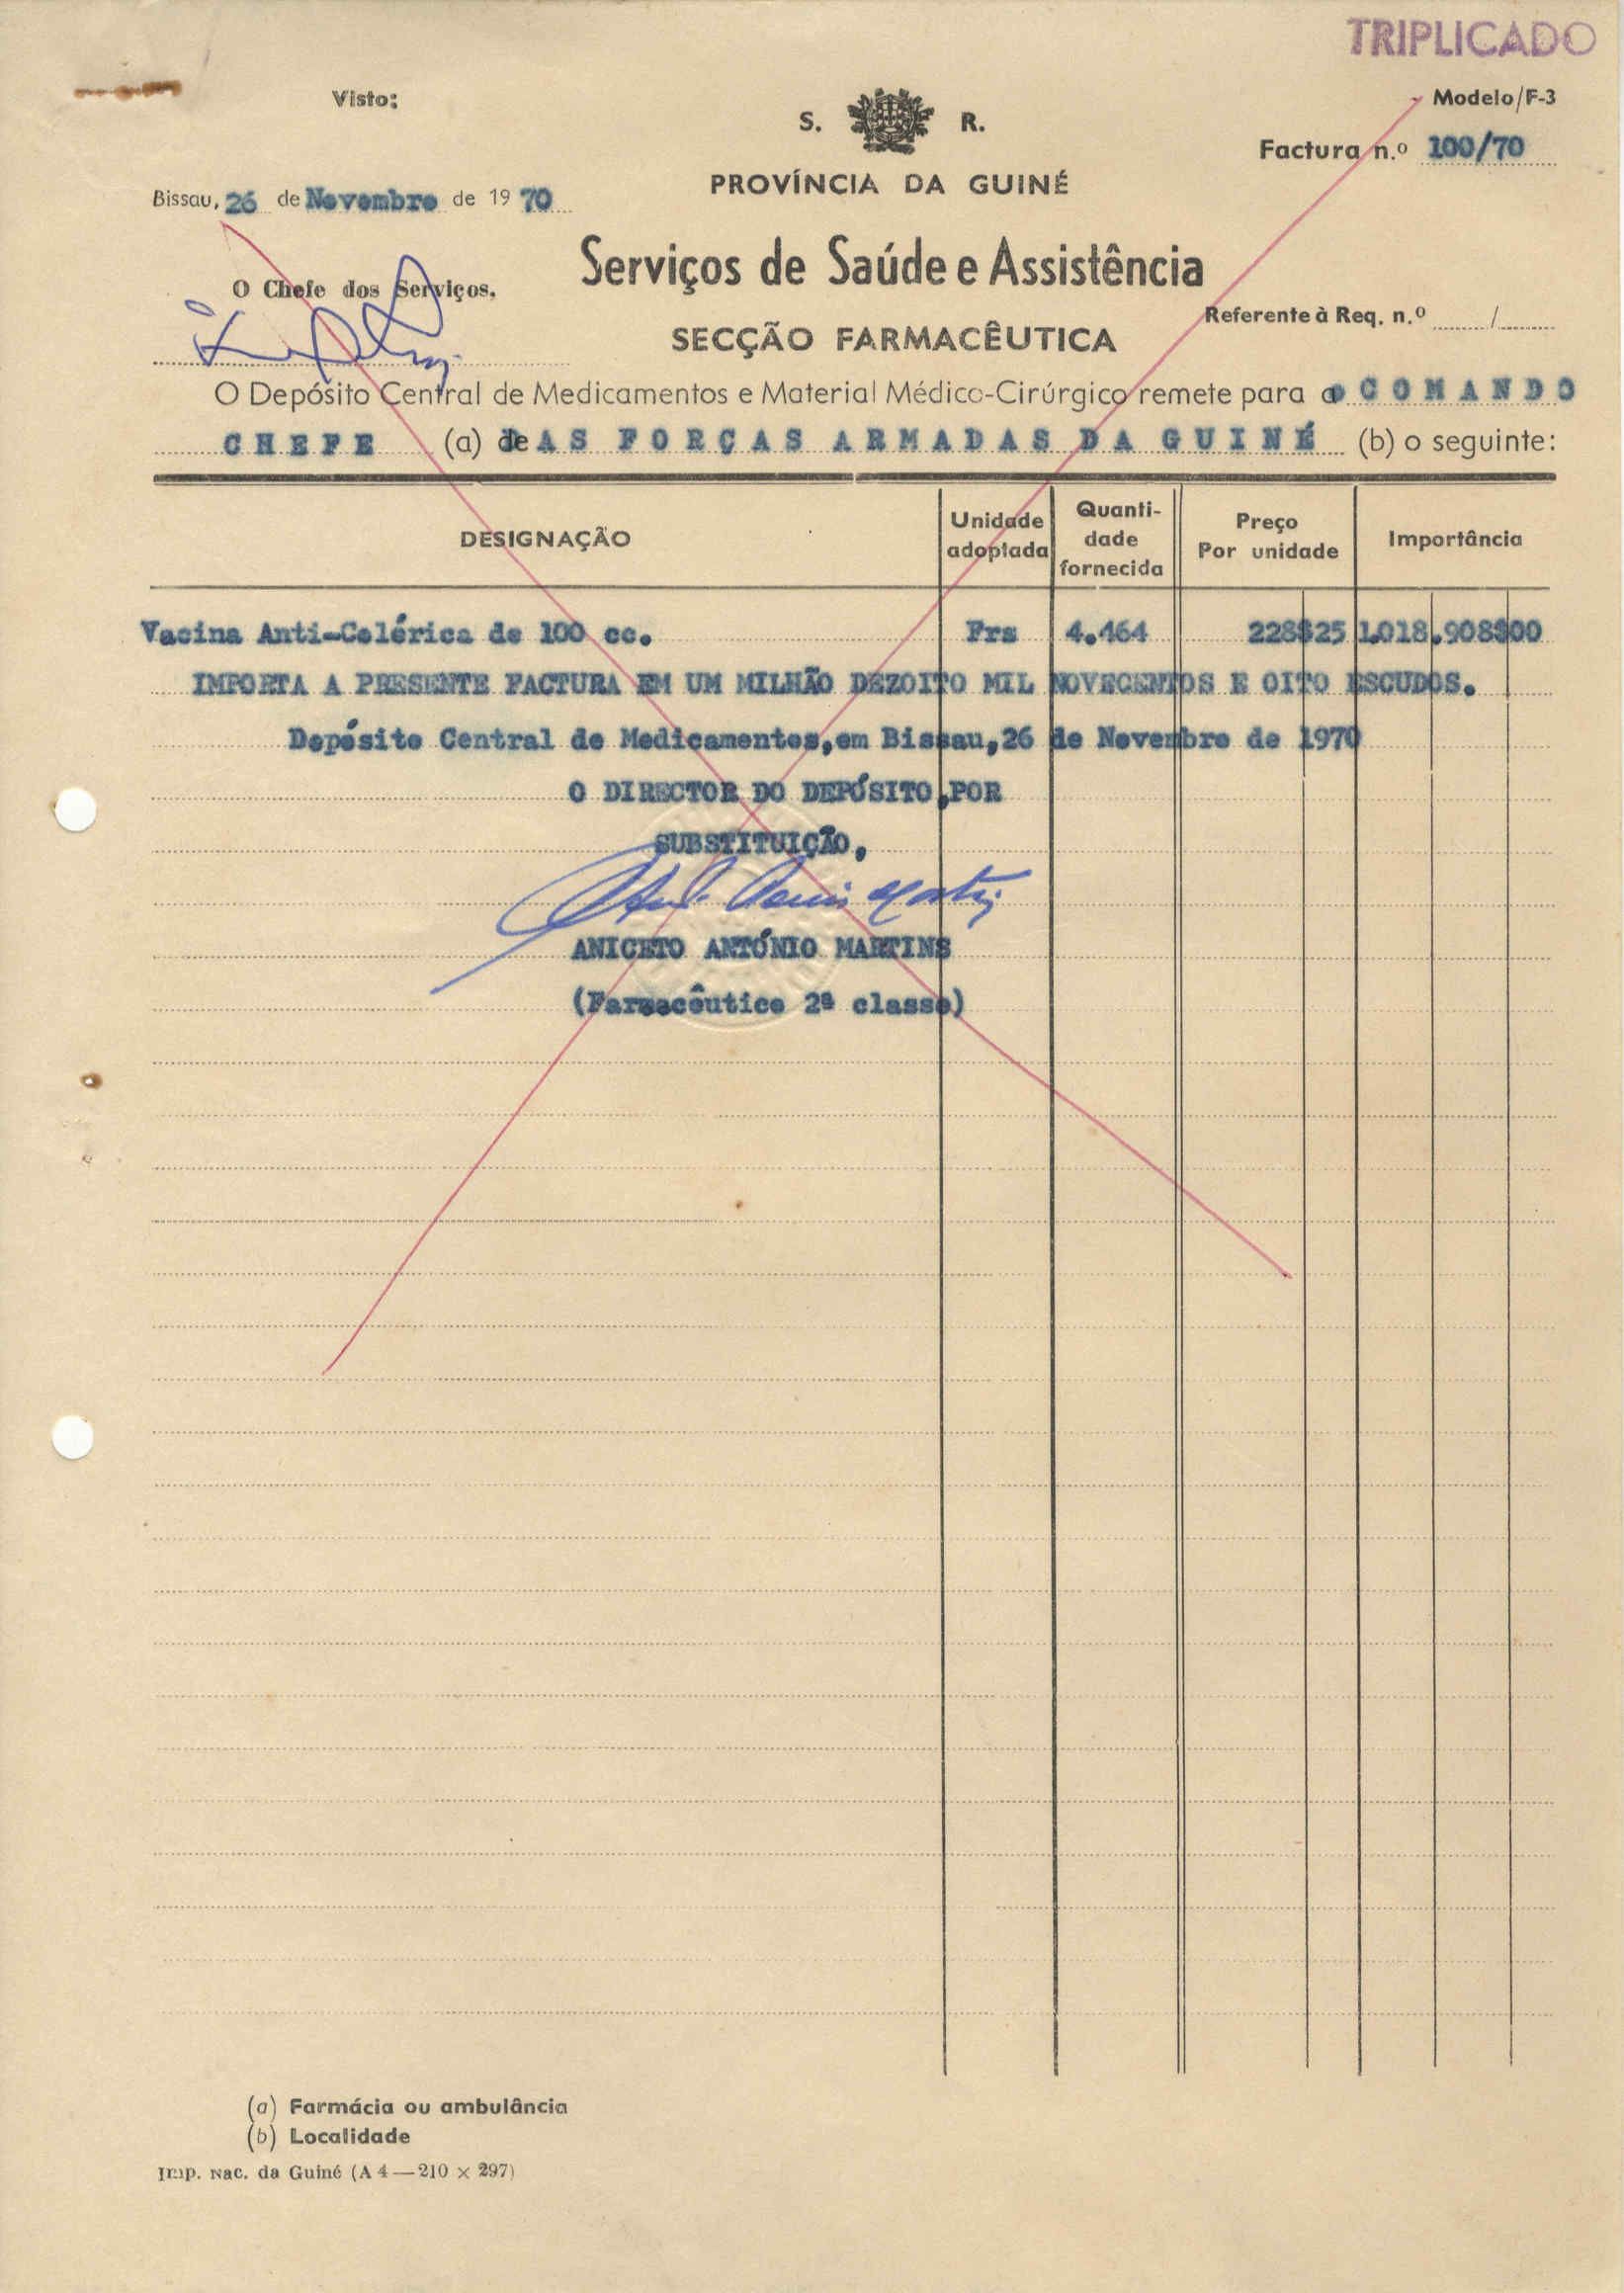 TRIPLICADO
Visto:
Modelo/F-3
S. R.
Factura n.º 100/70
PROVÍNCIA DA GUINÉ
Bissau, 26 de Novembro de 1970
Serviços de Saúde e Assistência
O Chefe dos Serviços,
Referente à Req. n.º /
SECÇÃO FARMACÊUTICA
O Depósito Central de Medicamentos e Material Médico-Cirúrgico remete para o COMANDO
CHEFE (a) DAS FORÇAS ARMADAS DA GUINÉ (b) o seguinte:
DESIGNAÇÃO Unidade adoptada Quanti-dade fornecida Preço Por unidade Importância
Vacina Anti-Colérica de 100 cc. Frs 4.464 228$25 1.018.908$00
IMPORTA A PRESENTE FACTURA EM UM MILHÃO DEZOITO MIL NOVECENTOS E OITO ESCUDOS.
Depósito Central de Medicamentos, em Bissau, 26 de Novembro de 1970
O DIRECTOR DO DEPÓSITO, POR
SUBSTITUIÇÃO,
ANICETO ANTÓNIO MARTINS
(Farmacêutico 2ª classe)
(a) Farmácia ou ambulância
(b) Localidade
Imp. Nac. da Guiné (A 4 — 210 × 297)